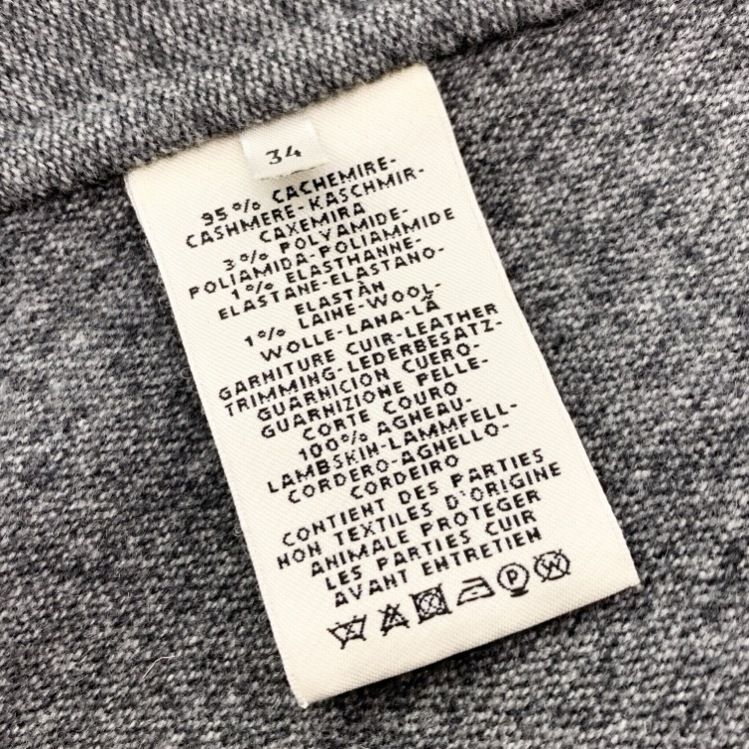 34
95% CACHEMIRE-
CASHMERE-KASCHMIR-
CAXEMIRA
3% POLYAMIDE-
POLIAMIDA-POLIAMMIDE
1% ELASTHANNE-
ELASTANE-ELASTANO-
ELASTÀN
1% LAINE-WOOL-
WOLLE-LANA-LÃ
GARNITURE CUIR-LEATHER
TRIMMING-LEDERBESATZ-
GUARNICION CUERO-
GUARNIZIONE PELLE-
CORTE COURO
100% AGNEAU-
LAMBSKIN-LAMMFELL-
CORDERO-AGNELLO-
CORDEIRO
CONTIENT DES PARTIES
NON TEXTILES D'ORIGINE
ANIMALE PROTEGER
LES PARTIES CUIR
AVANT ENTRETIEN
P W